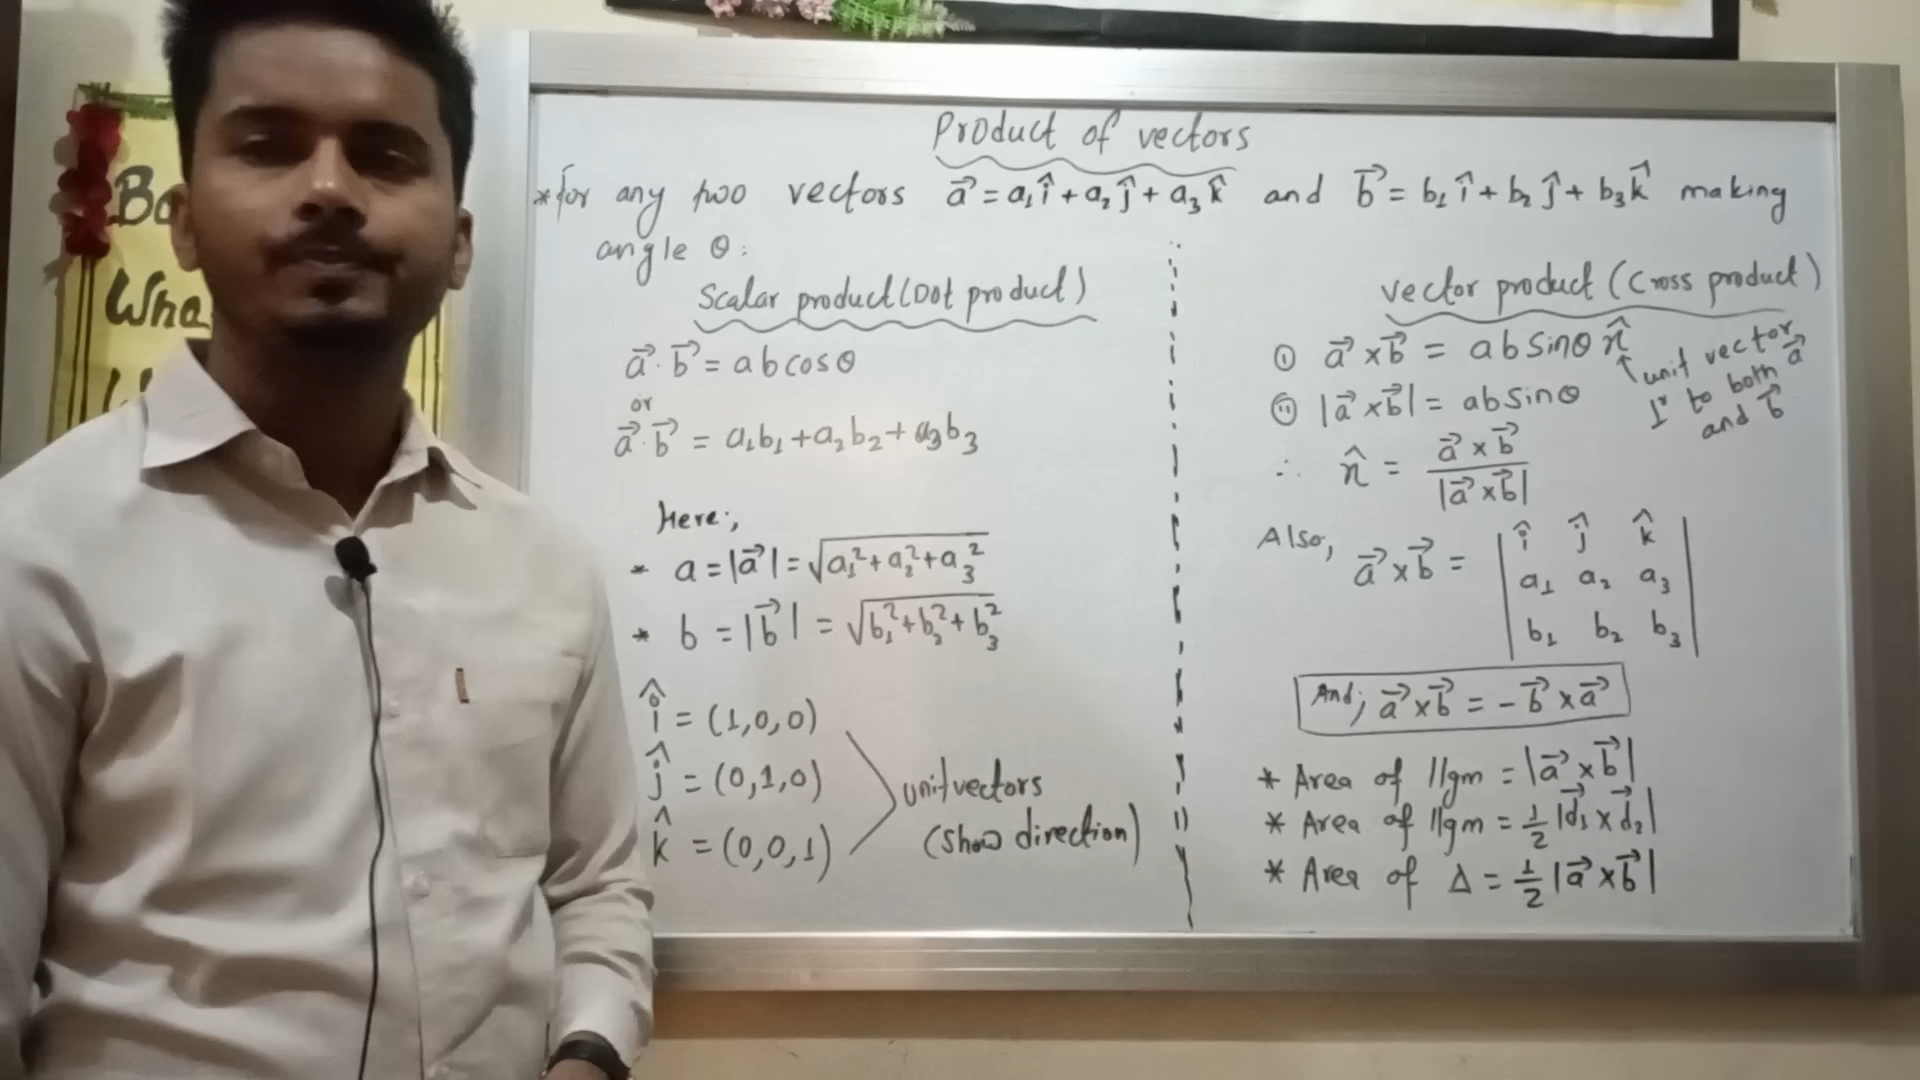 Product of vectors
*for any two vectors a⃗ = a₁î + a₂ĵ + a₃k̂ and b⃗ = b₁î + b₂ĵ + b₃k⃗ making
angle θ:
Scalar product (Dot product)
a⃗ . b⃗ = ab cosθ
or
a⃗ . b⃗ = a₁b₁ + a₂b₂ + a₃b₃
Here:,
* a = |a⃗| = √(a₁² + a₂² + a₃²)
* b = |b⃗| = √(b₁² + b₂² + b₃²)
î = (1,0,0)
ĵ = (0,1,0)
k̂ = (0,0,1)
unit vectors
(show direction)
vector product (Cross product)
(i) a⃗ × b⃗ = ab Sinθ n̂
unit vector
⊥r to both a⃗
and b⃗
(ii) |a⃗ × b⃗| = ab Sinθ
∴ n̂ = (a⃗ × b⃗) / |a⃗ × b⃗|
Also, a⃗ × b⃗ =
| î ĵ k̂ |
| a₁ a₂ a₃ |
| b₁ b₂ b₃ |
And; a⃗ × b⃗ = - b⃗ × a⃗
* Area of ||gm = |a⃗ × b⃗|
* Area of ||gm = ½ |d⃗₁ × d⃗₂|
* Area of Δ = ½ |a⃗ × b⃗|